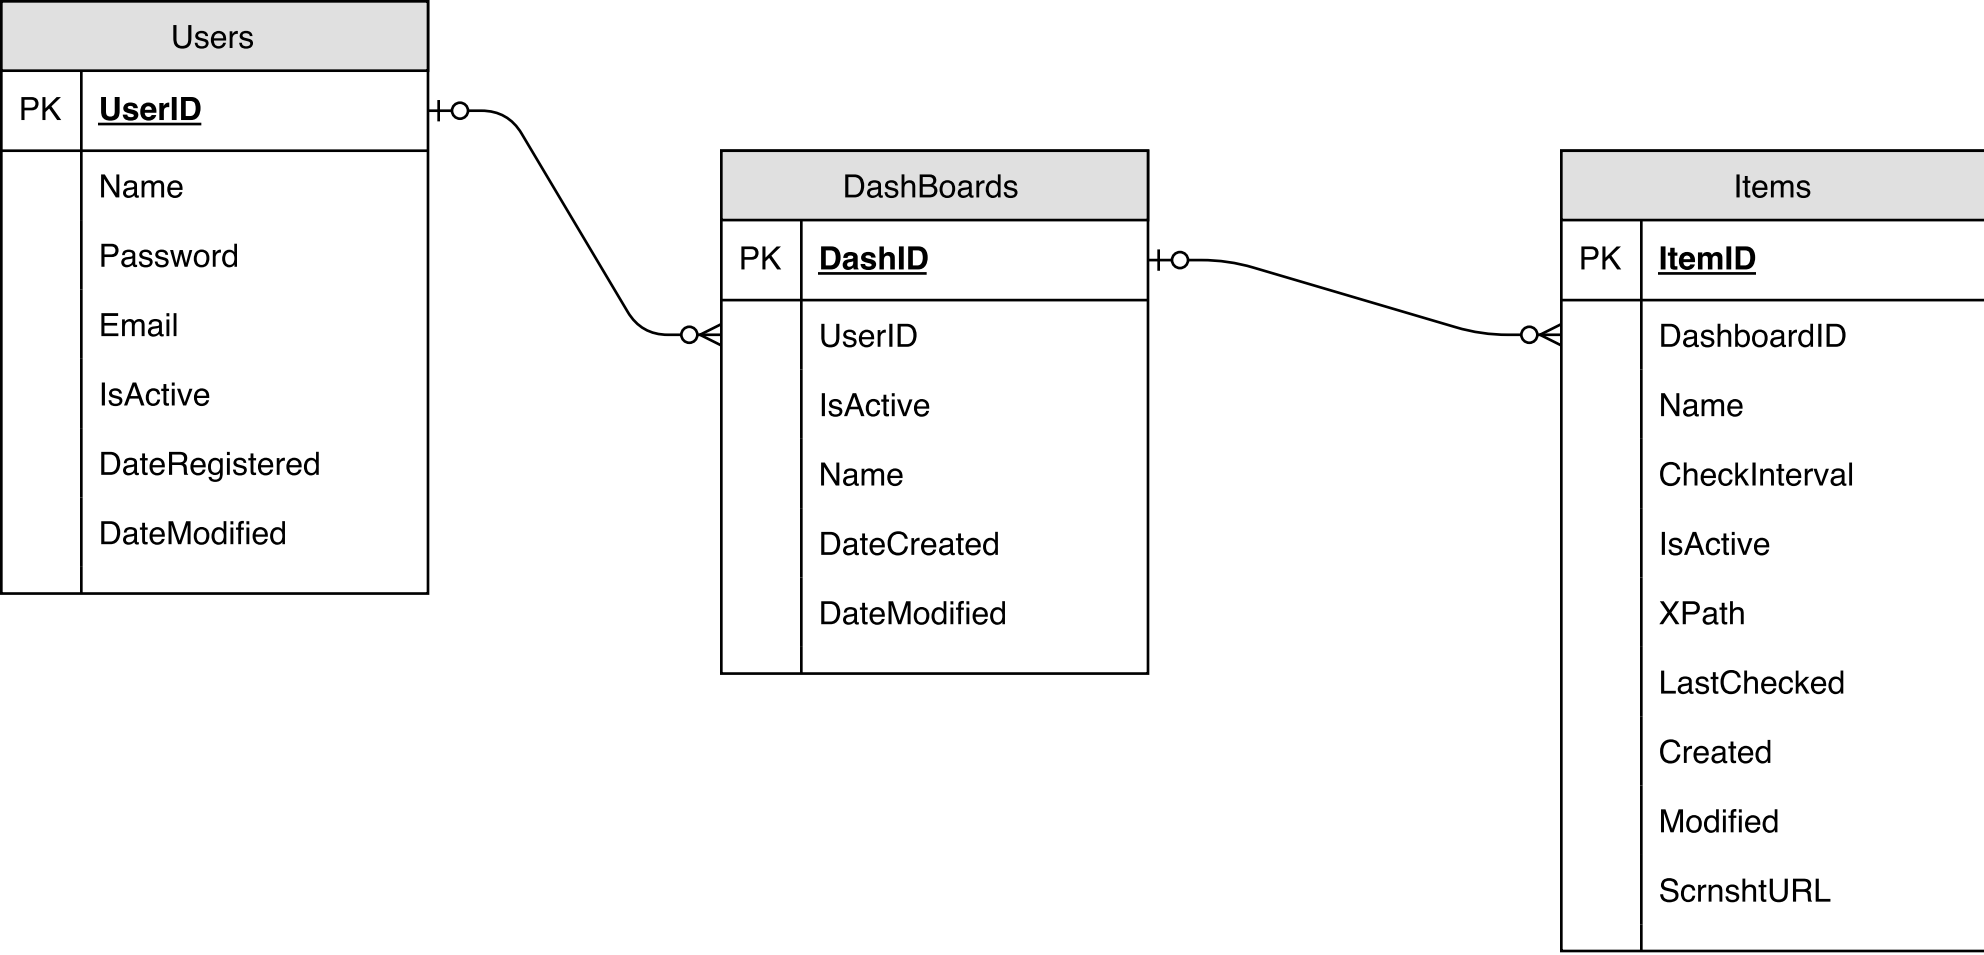 Users
PK UserID
Name
Password
Email
IsActive
DateRegistered
DateModified
DashBoards
PK DashID
UserID
IsActive
Name
DateCreated
DateModified
Items
PK ItemID
DashboardID
Name
CheckInterval
IsActive
XPath
LastChecked
Created
Modified
ScrnshtURL